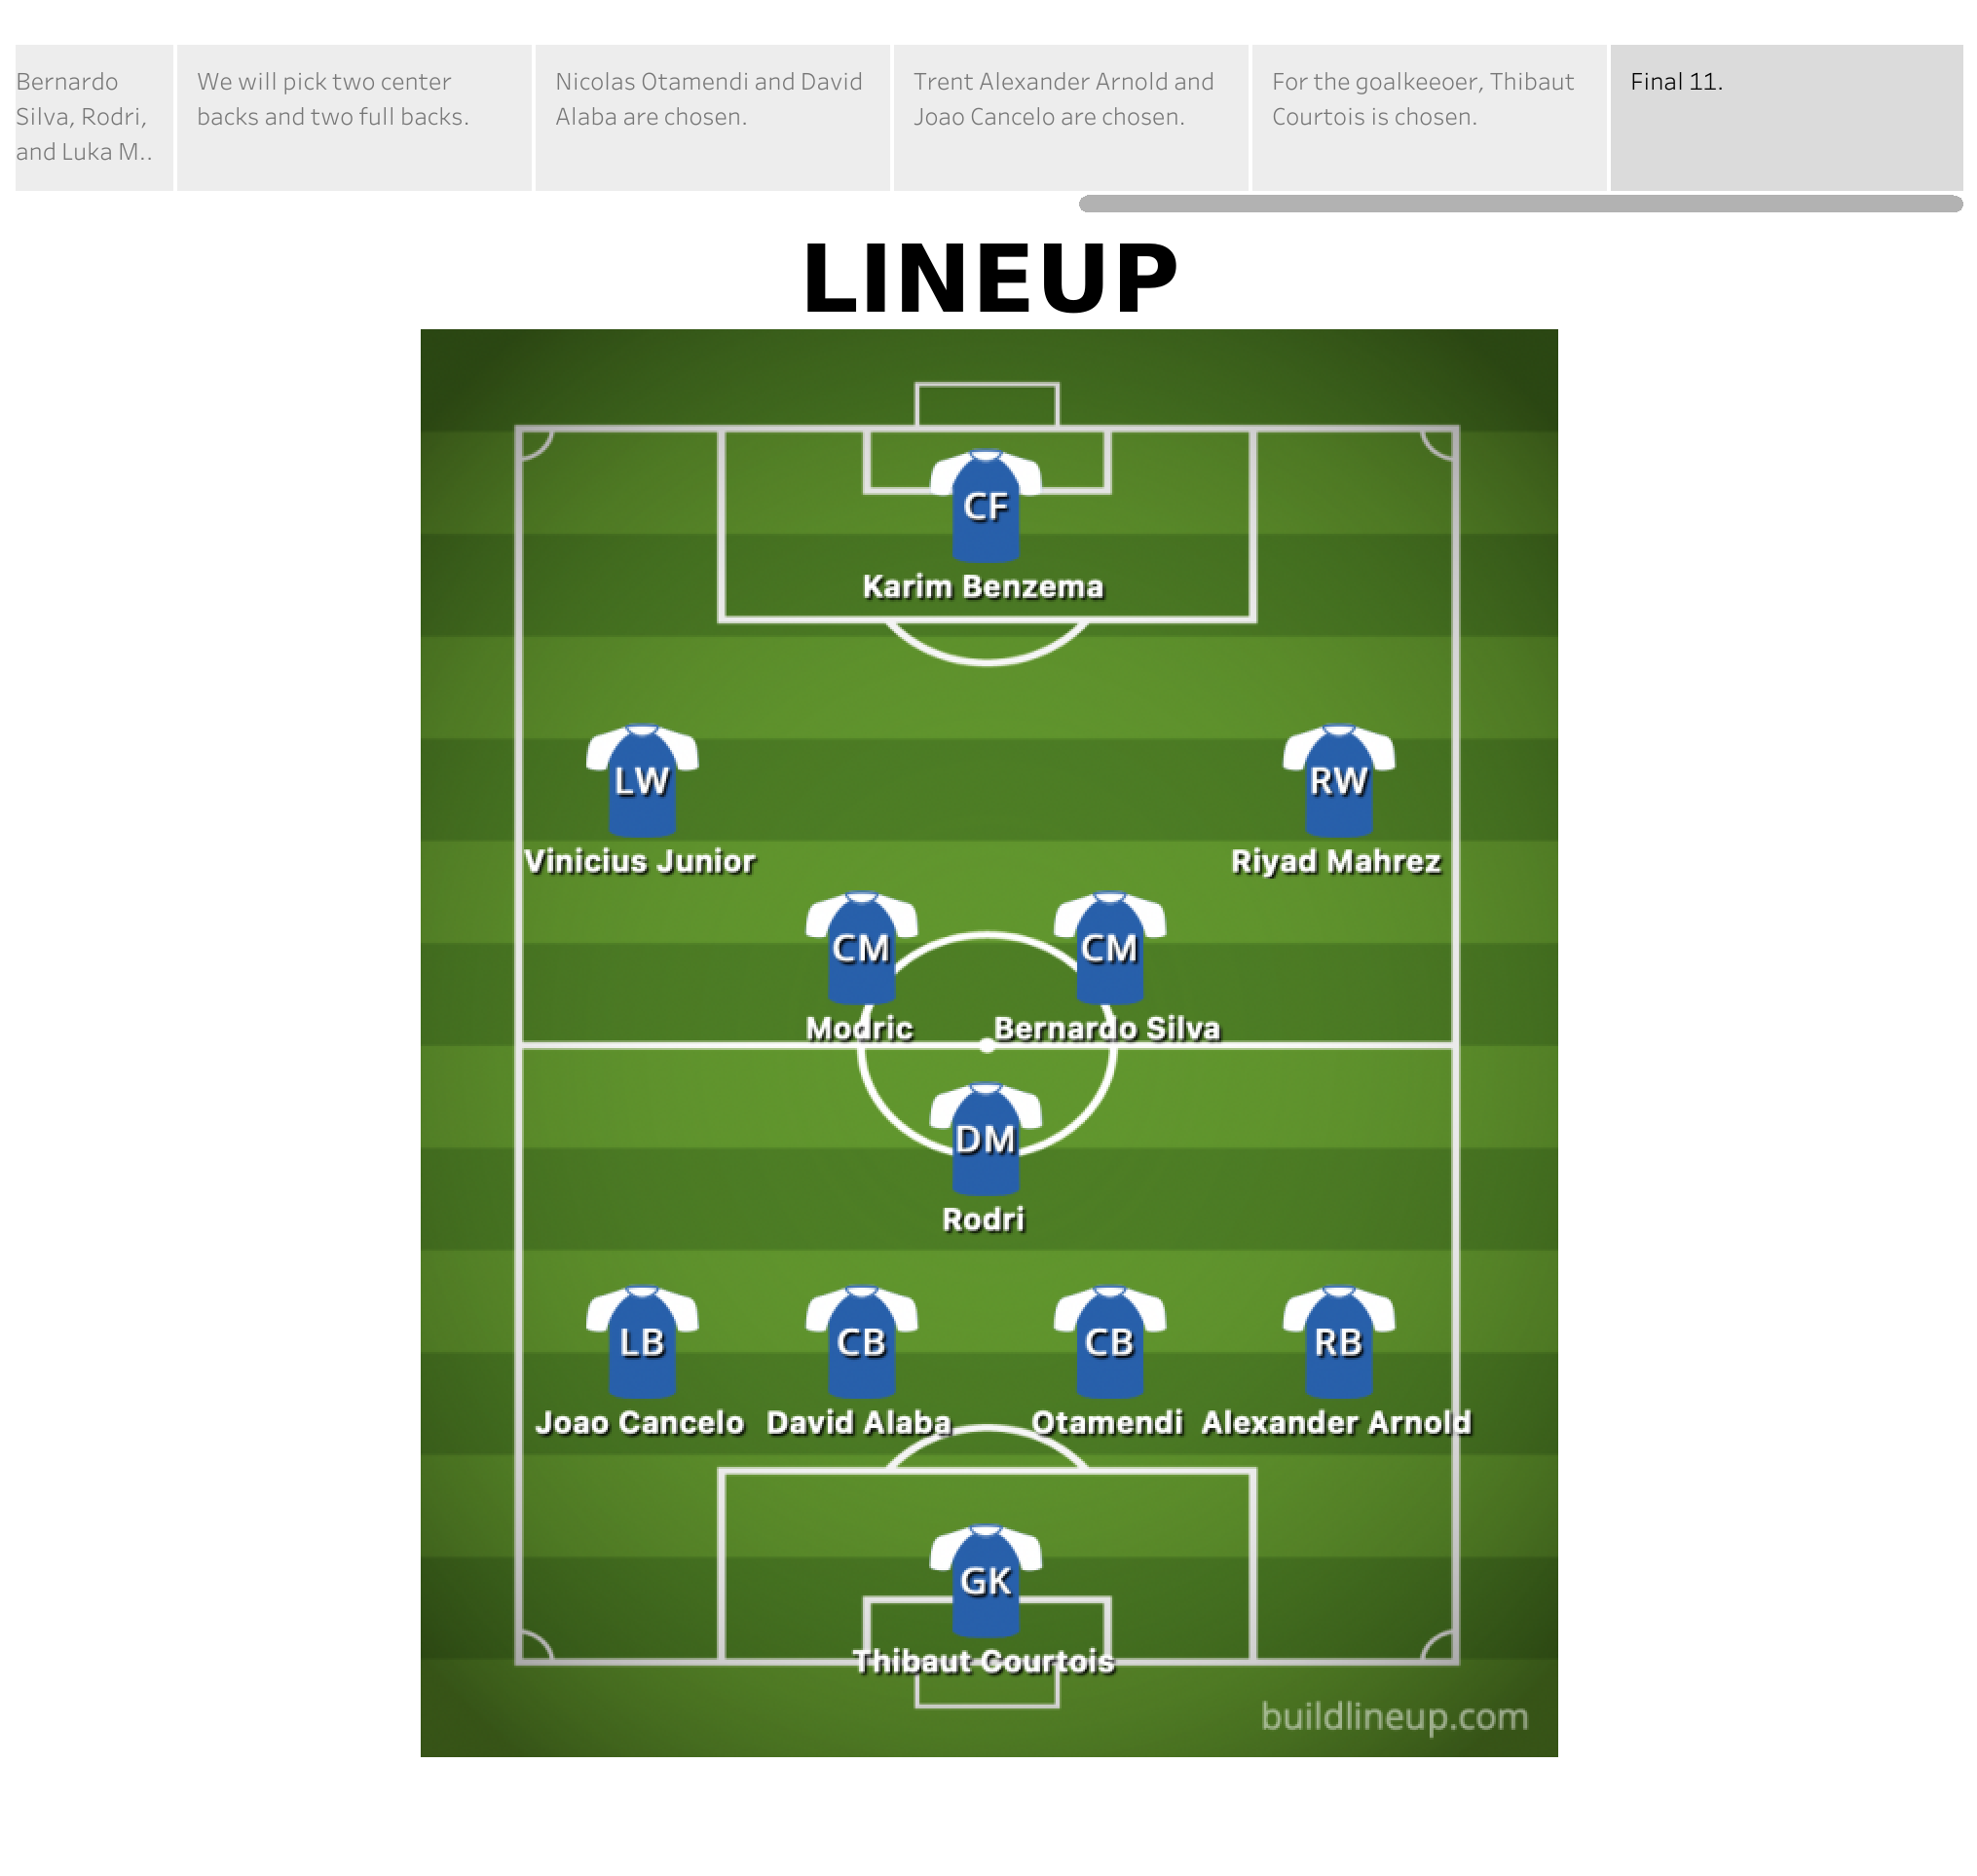 Bernardo
Silva, Rodri,
and Luka M..
We will pick two center
backs and two full backs.
Nicolas Otamendi and David
Alaba are chosen.
Trent Alexander Arnold and
Joao Cancelo are chosen.
For the goalkeeoer, Thibaut
Courtois is chosen.
Final 11.
LINEUP
CF
Karim Benzema
LW
RW
Vinicius Junior
Riyad Mahrez
CM
CM
Modric
Bernardo Silva
DM
Rodri
LB
CB
CB
RB
Joao Cancelo
David Alaba
Otamendi
Alexander Arnold
GK
Thibaut Courtois
buildlineup.com